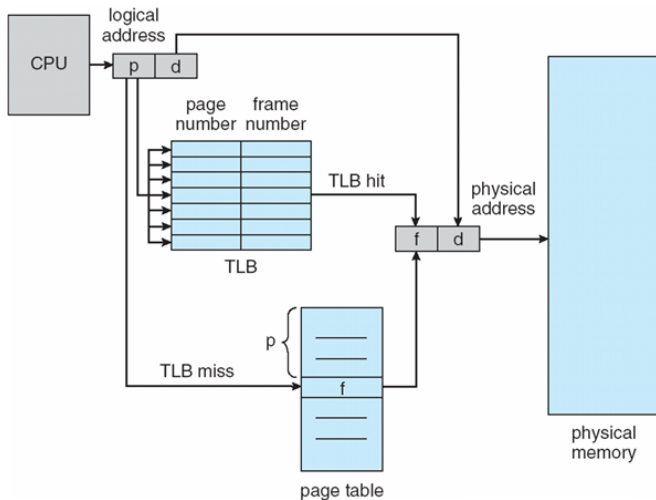 logical
address
CPU
p
d
page
number
frame
number
TLB hit
physical
address
f
d
TLB
p
TLB miss
f
page table
physical
memory